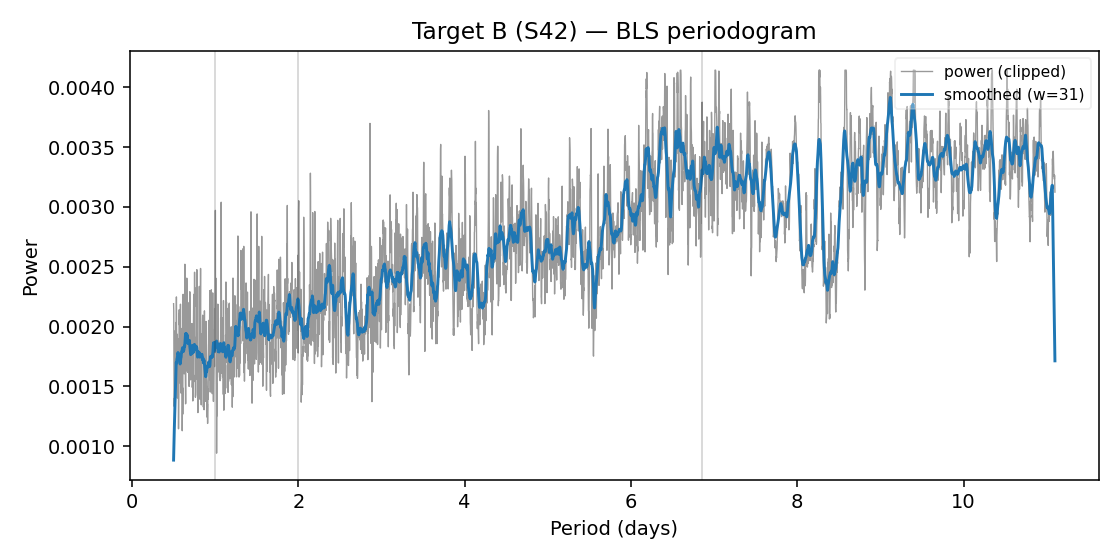 Target B (S42) — BLS periodogram
power (clipped)
smoothed (w=31)
Power
0.0040
0.0035
0.0030
0.0025
0.0020
0.0015
0.0010
0 2 4 6 8 10
Period (days)